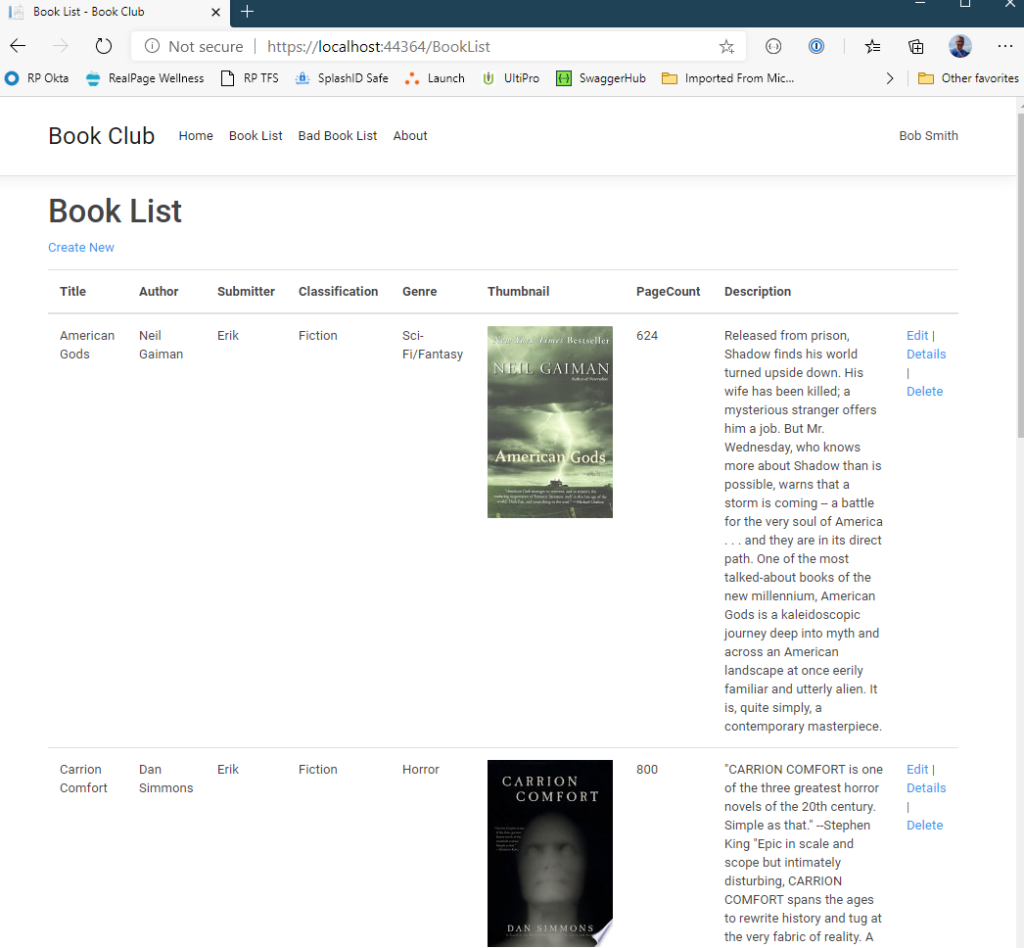 Book List - Book Club
Not secure | https://localhost:44364/BookList
RP Okta RealPage Wellness RP TFS SplashID Safe Launch UltiPro SwaggerHub Imported From Mic... Other favorites
Book Club Home Book List Bad Book List About Bob Smith
Book List
Create New
Title Author Submitter Classification Genre Thumbnail PageCount Description
American
Gods
Neil
Gaiman
Erik
Fiction
Sci-
Fi/Fantasy
New York Times Bestseller
NEIL GAIMAN
American Gods
624
Released from prison,
Shadow finds his world
turned upside down. His
wife has been killed; a
mysterious stranger offers
him a job. But Mr.
Wednesday, who knows
more about Shadow than is
possible, warns that a
storm is coming -- a battle
for the very soul of America
. . . and they are in its direct
path. One of the most
talked-about books of the
new millennium, American
Gods is a kaleidoscopic
journey deep into myth and
across an American
landscape at once eerily
familiar and utterly alien. It
is, quite simply, a
contemporary masterpiece.
Edit |
Details
|
Delete
Carrion
Comfort
Dan
Simmons
Erik
Fiction
Horror
CARRION
COMFORT
DAN SIMMONS
800
"CARRION COMFORT is one
of the three greatest horror
novels of the 20th century.
Simple as that." --Stephen
King "Epic in scale and
scope but intimately
disturbing, CARRION
COMFORT spans the ages
to rewrite history and tug at
the very fabric of reality. A
Edit |
Details
|
Delete